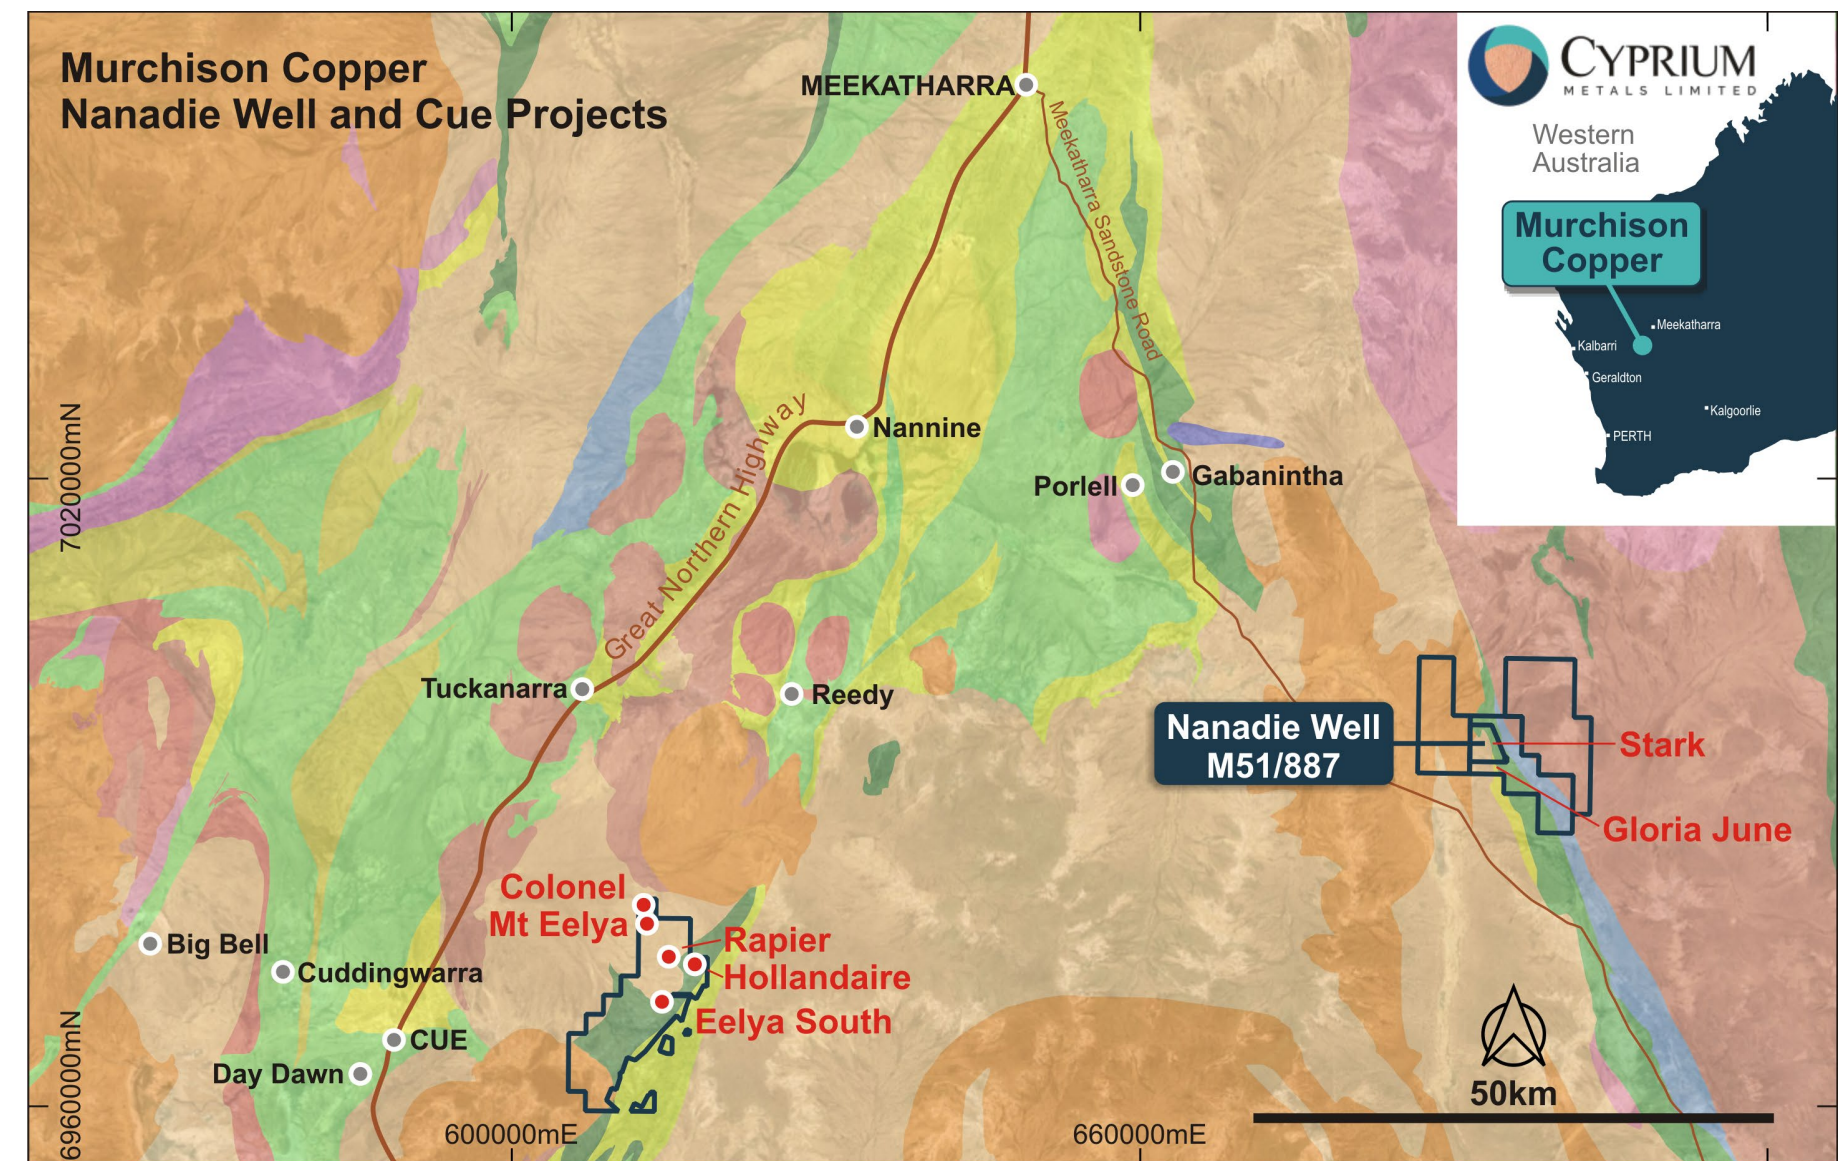 Murchison Copper
Nanadie Well and Cue Projects
MEEKATHARRA
CYPRIUM
METALS LIMITED
Western
Australia
Murchison
Copper
Meekatharra
Kalbarri
Geraldton
Kalgoorlie
PERTH
Meekatharra Sandstone Road
Great Northern Highway
Nannine
Porlell
Gabanintha
7020000mN
Tuckanarra
Reedy
Nanadie Well
M51/887
Stark
Gloria June
Colonel
Mt Eelya
Rapier
Hollandaire
Eelya South
Big Bell
Cuddingwarra
CUE
Day Dawn
6960000mN
600000mE
660000mE
50km